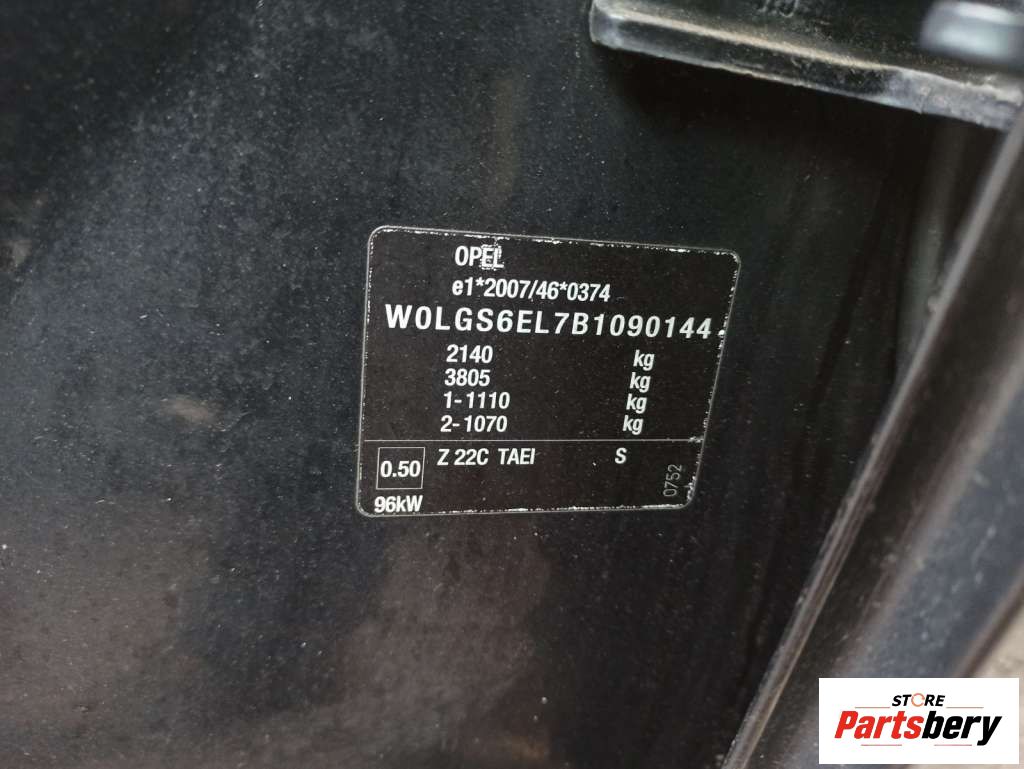 OPEL
e1*2007/46*0374
W0LGS6EL7B1090144
2140 kg
3805 kg
1-1110 kg
2-1070 kg
0.50 Z 22C TAEI S
96kW
0752
STORE
Partsbery